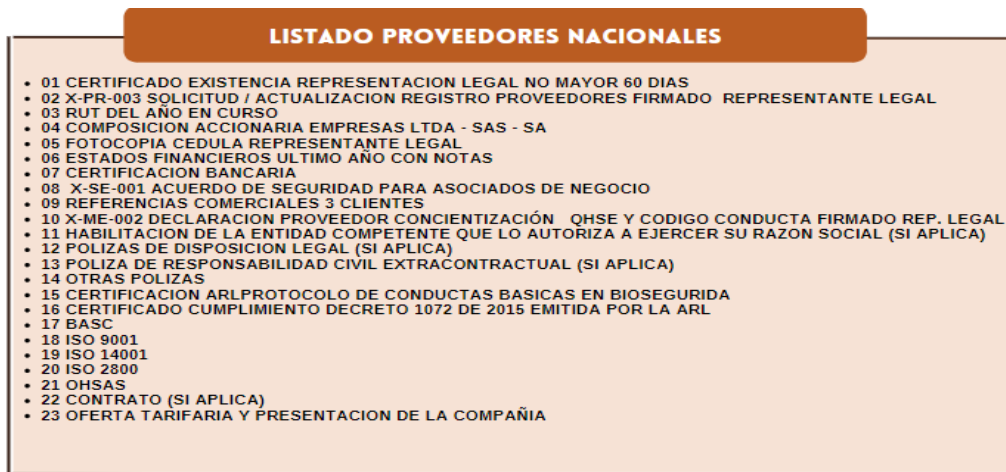 LISTADO PROVEEDORES NACIONALES
• 01 CERTIFICADO EXISTENCIA REPRESENTACION LEGAL NO MAYOR 60 DIAS
• 02 X-PR-003 SOLICITUD / ACTUALIZACION REGISTRO PROVEEDORES FIRMADO REPRESENTANTE LEGAL
• 03 RUT DEL AÑO EN CURSO
• 04 COMPOSICION ACCIONARIA EMPRESAS LTDA - SAS - SA
• 05 FOTOCOPIA CEDULA REPRESENTANTE LEGAL
• 06 ESTADOS FINANCIEROS ULTIMO AÑO CON NOTAS
• 07 CERTIFICACION BANCARIA
• 08 X-SE-001 ACUERDO DE SEGURIDAD PARA ASOCIADOS DE NEGOCIO
• 09 REFERENCIAS COMERCIALES 3 CLIENTES
• 10 X-ME-002 DECLARACION PROVEEDOR CONCIENTIZACIÓN QHSE Y CODIGO CONDUCTA FIRMADO REP. LEGAL
• 11 HABILITACION DE LA ENTIDAD COMPETENTE QUE LO AUTORIZA A EJERCER SU RAZON SOCIAL (SI APLICA)
• 12 POLIZAS DE DISPOSICION LEGAL (SI APLICA)
• 13 POLIZA DE RESPONSABILIDAD CIVIL EXTRACONTRACTUAL (SI APLICA)
• 14 OTRAS POLIZAS
• 15 CERTIFICACION ARLPROTOCOLO DE CONDUCTAS BASICAS EN BIOSEGURIDA
• 16 CERTIFICADO CUMPLIMIENTO DECRETO 1072 DE 2015 EMITIDA POR LA ARL
• 17 BASC
• 18 ISO 9001
• 19 ISO 14001
• 20 ISO 2800
• 21 OHSAS
• 22 CONTRATO (SI APLICA)
• 23 OFERTA TARIFARIA Y PRESENTACION DE LA COMPAÑIA